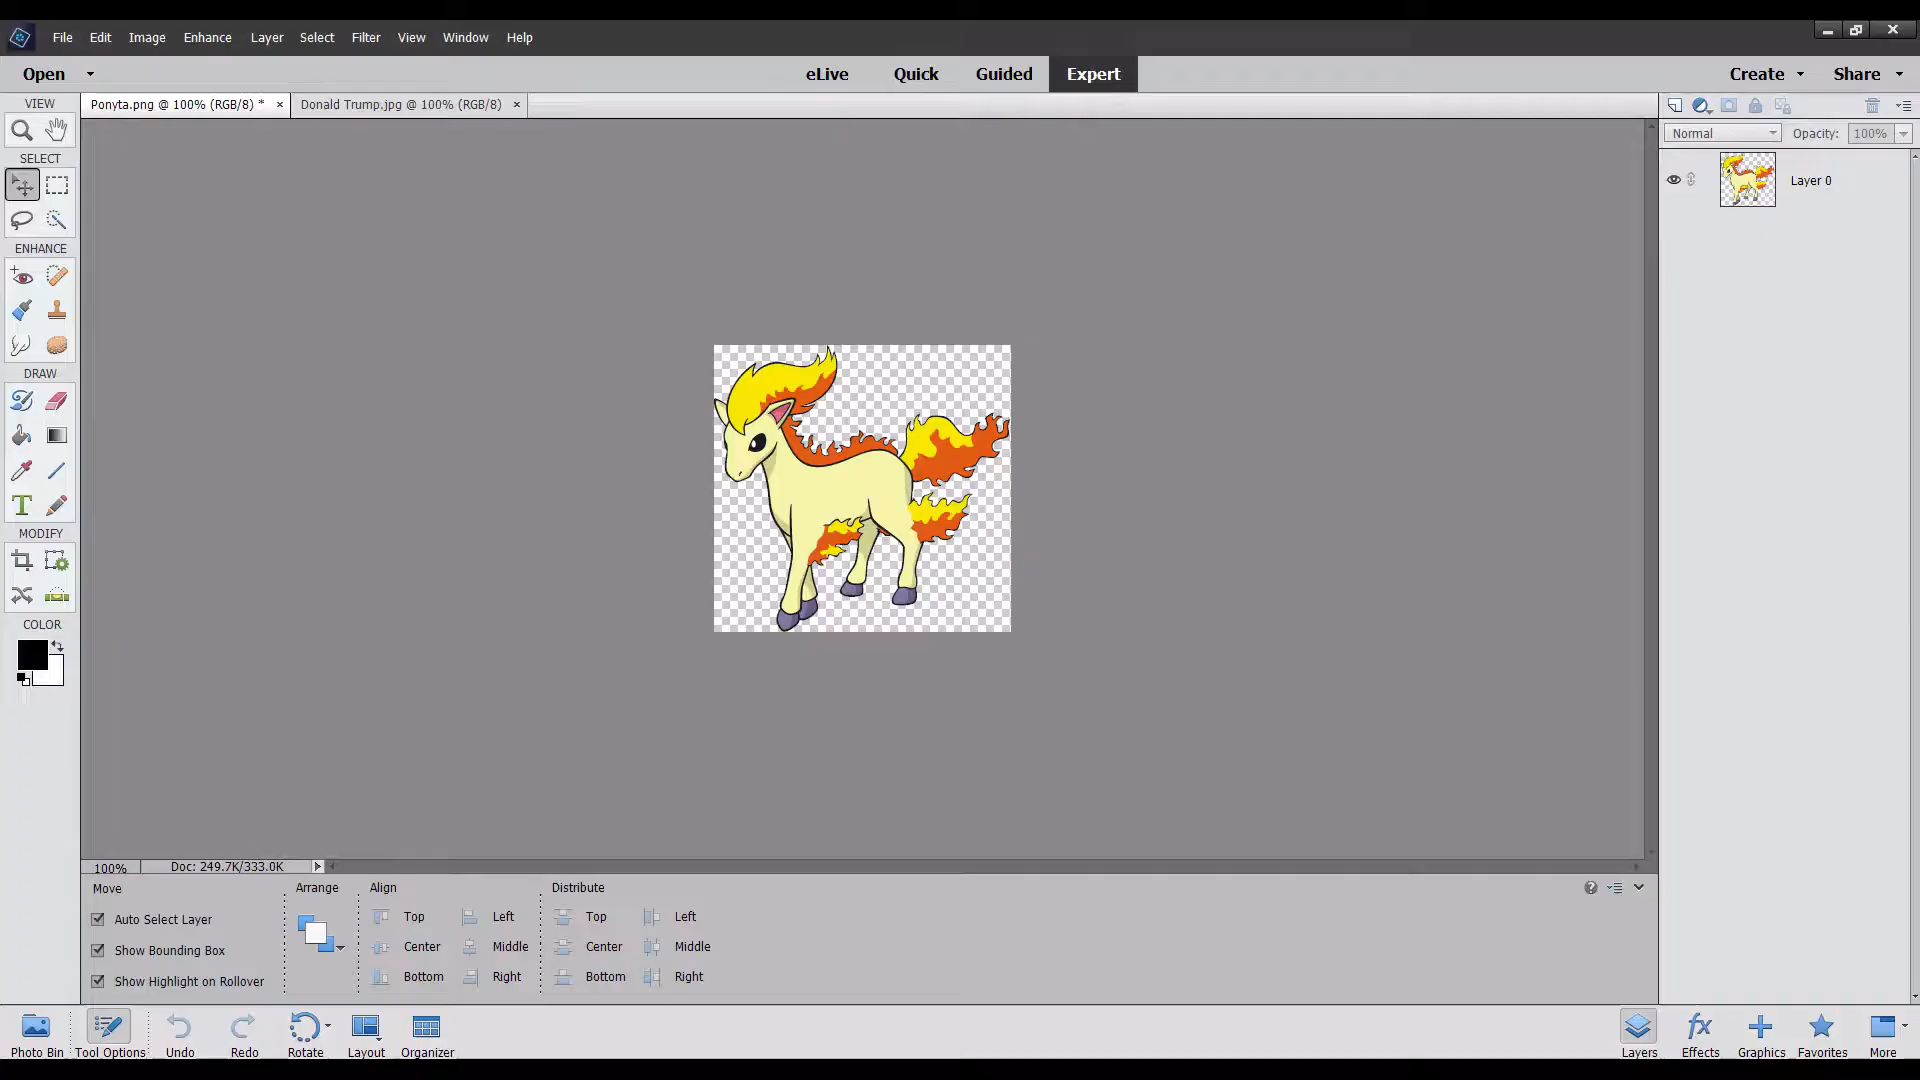 File Edit Image Enhance Layer Select Filter View Window Help
Open eLive Quick Guided Expert Create Share
VIEW Ponyta.png @ 100% (RGB/8) * × Donald Trump.jpg @ 100% (RGB/8) ×
Normal Opacity: 100%
SELECT
Layer 0
ENHANCE
DRAW
T
MODIFY
COLOR
100% Doc: 249.7K/333.0K
Move Arrange Align Distribute
Auto Select Layer Top Left Top Left
Show Bounding Box Center Middle Center Middle
Show Highlight on Rollover Bottom Right Bottom Right
fx
Photo Bin Tool Options Undo Redo Rotate Layout Organizer Layers Effects Graphics Favorites More